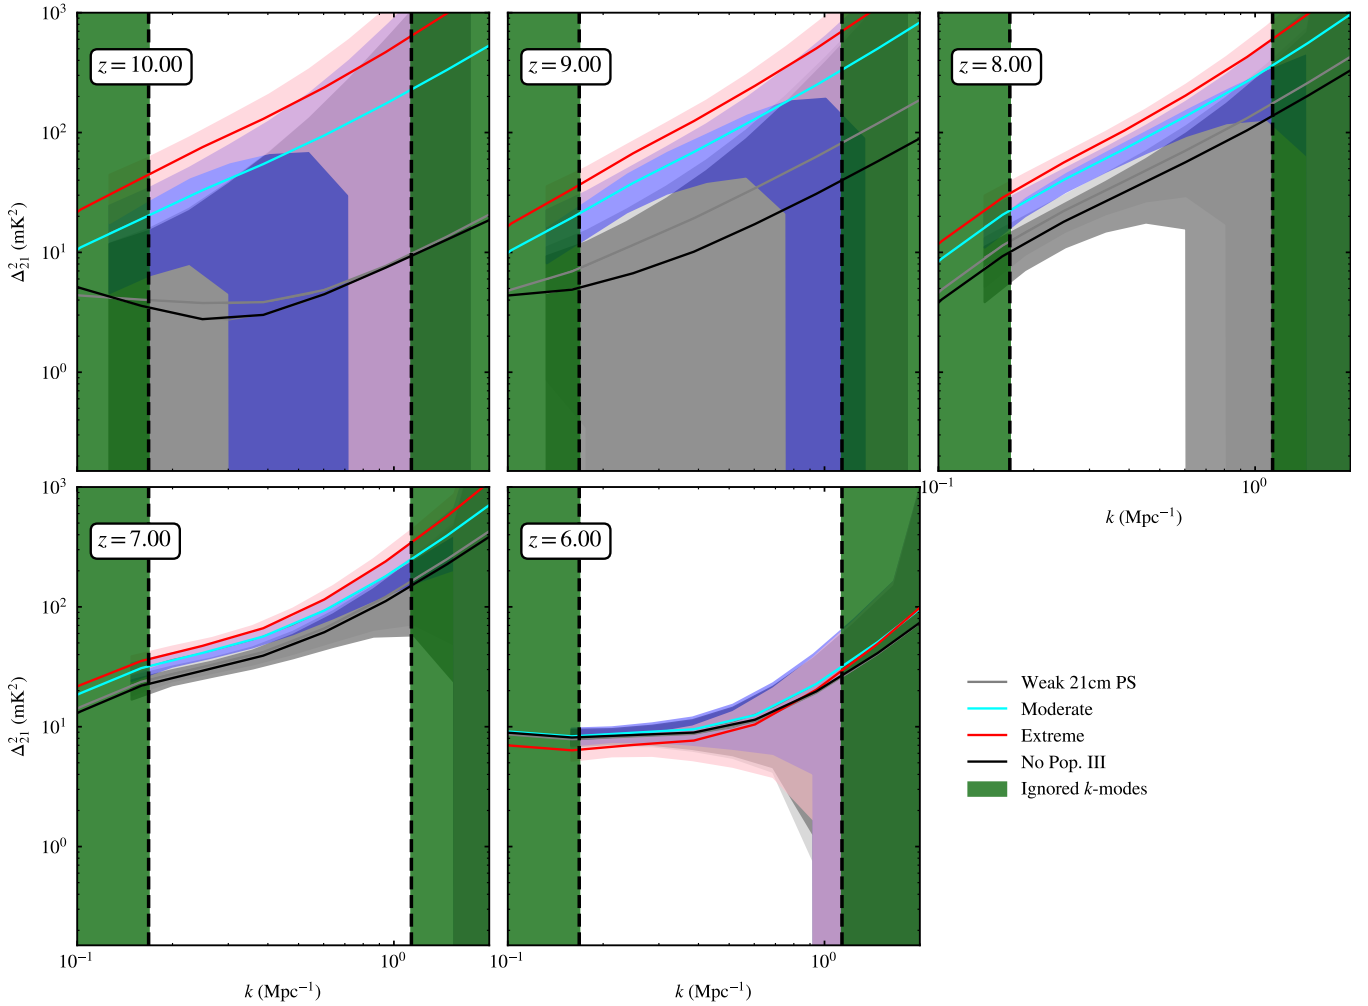 10³
10²
10¹
10⁰
Δ²₂₁ (mK²)
z = 10.00
z = 9.00
z = 8.00
10⁻¹
10⁰
k (Mpc⁻¹)
10³
10²
10¹
10⁰
Δ²₂₁ (mK²)
z = 7.00
z = 6.00
10⁻¹
10⁰
k (Mpc⁻¹)
10⁻¹
10⁰
k (Mpc⁻¹)
Weak 21cm PS
Moderate
Extreme
No Pop. III
Ignored k-modes